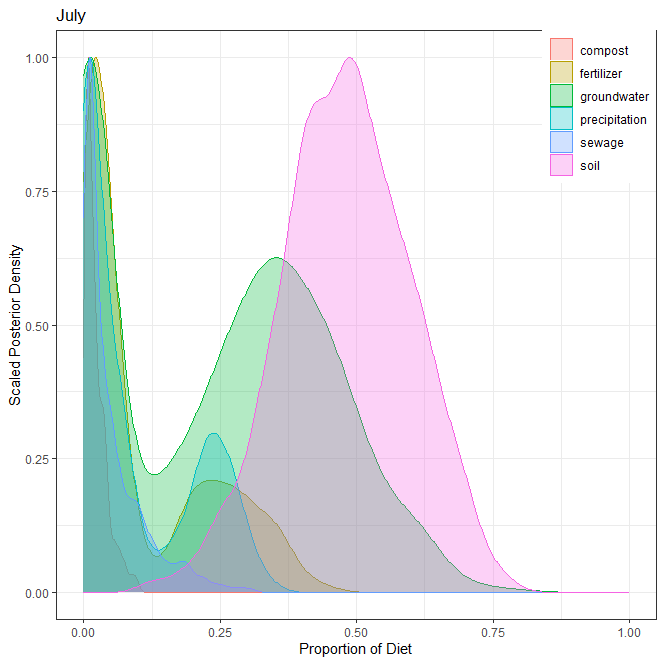 July
compost
fertilizer
groundwater
precipitation
sewage
soil
1.00
0.75
0.50
0.25
0.00
Scaled Posterior Density
0.00 0.25 0.50 0.75 1.00
Proportion of Diet